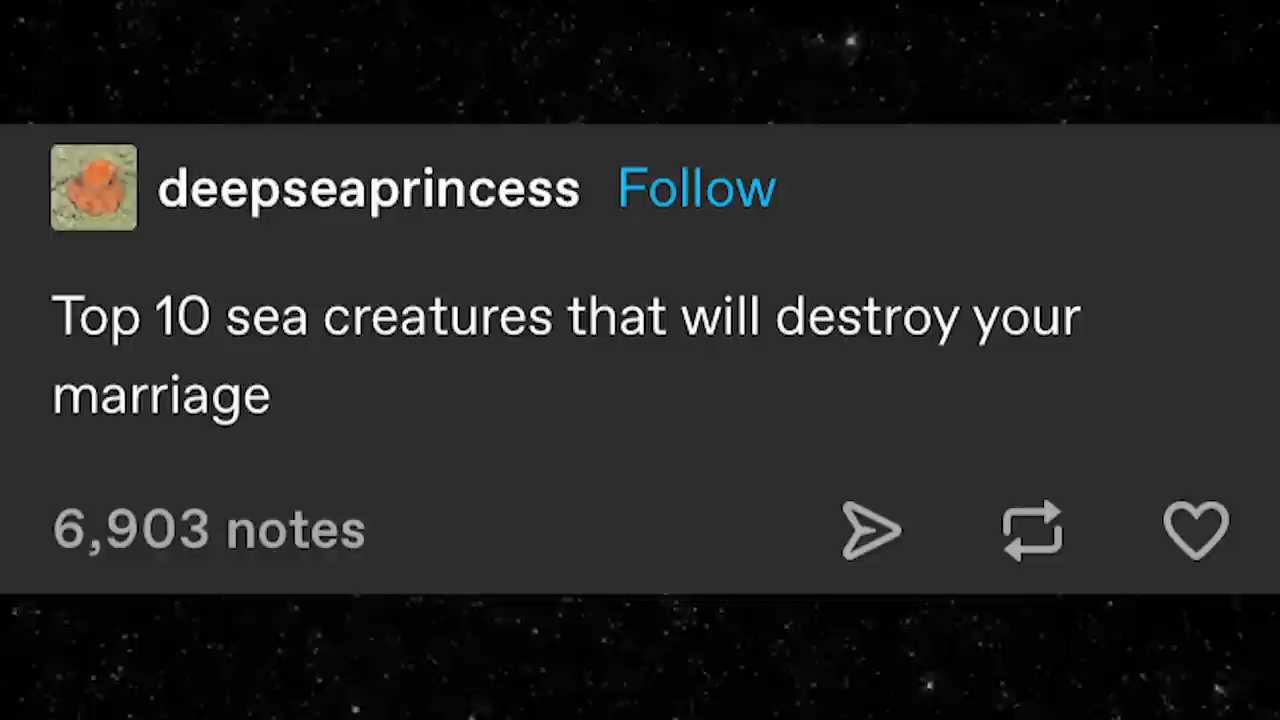 deepseaprincess Follow
Top 10 sea creatures that will destroy your
marriage
6,903 notes